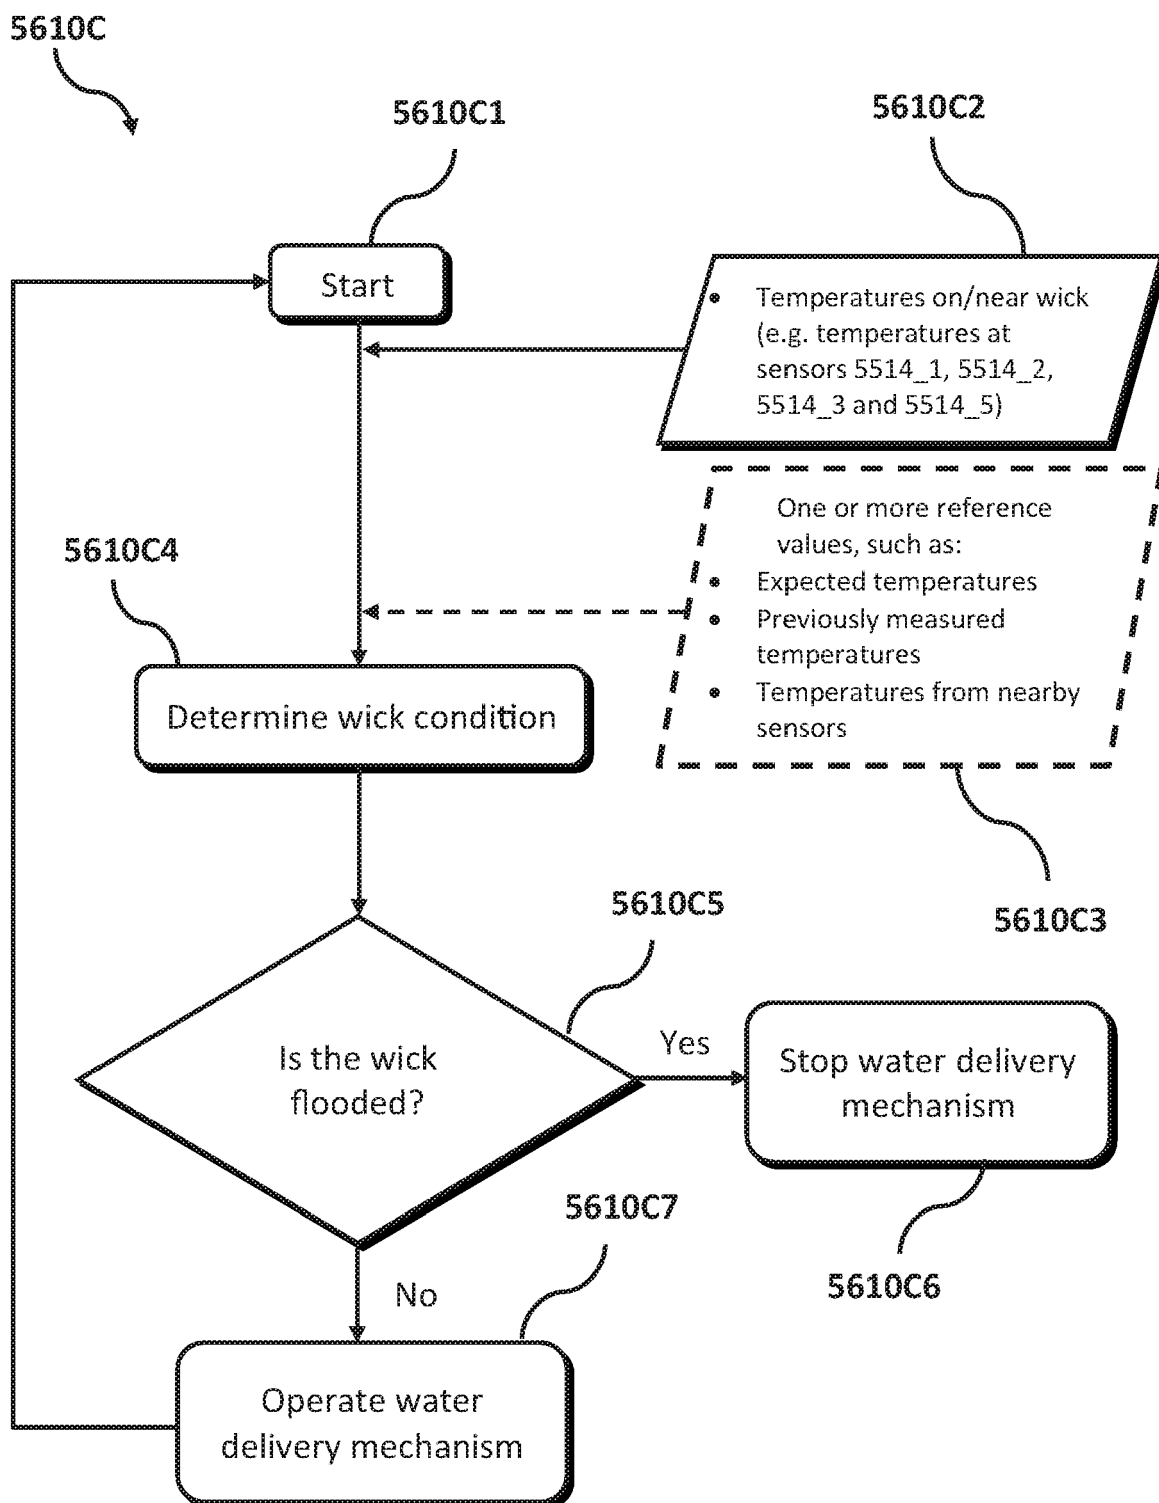 5610C
5610C1
5610C2
Start
• Temperatures on/near wick
(e.g. temperatures at
sensors 5514_1, 5514_2,
5514_3 and 5514_5)
One or more reference
values, such as:
• Expected temperatures
• Previously measured
temperatures
• Temperatures from nearby
sensors
5610C4
Determine wick condition
5610C3
5610C5
Is the wick
flooded?
Yes
Stop water delivery
mechanism
5610C6
5610C7
No
Operate water
delivery mechanism